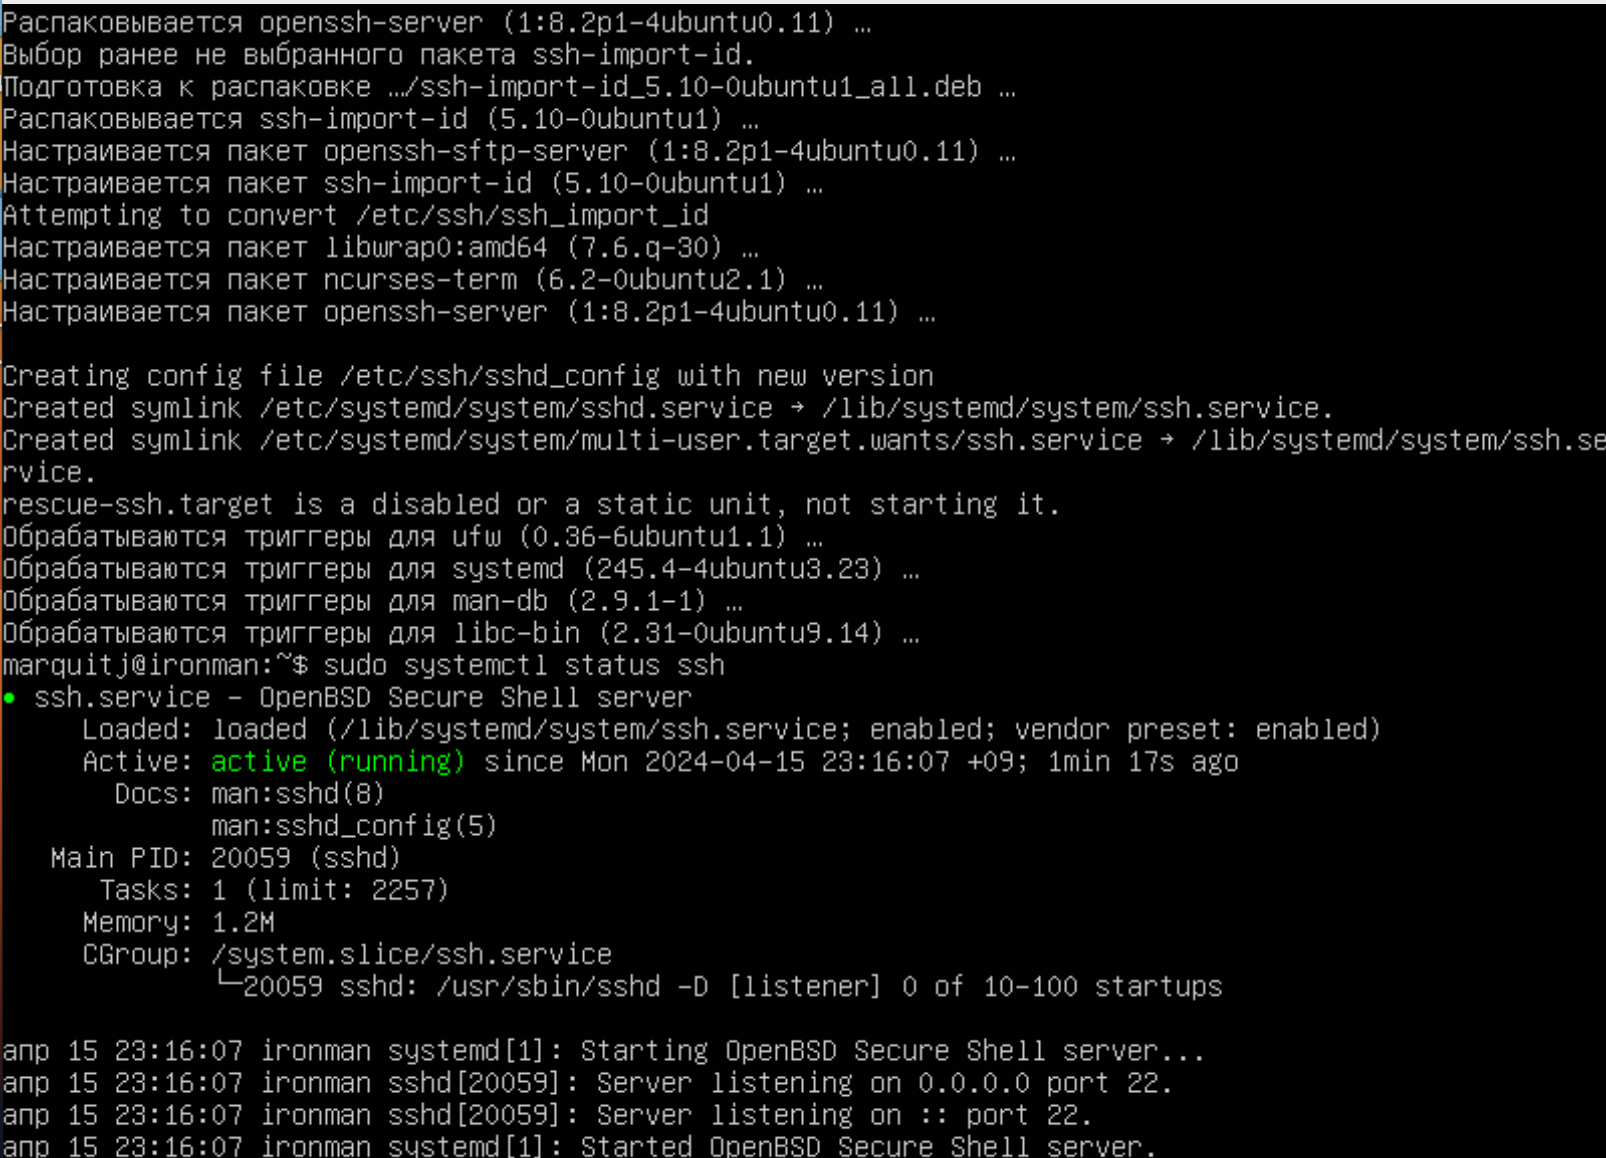 Распаковывается openssh-server (1:8.2p1-4ubuntu0.11) …
Выбор ранее не выбранного пакета ssh-import-id.
Подготовка к распаковке …/ssh-import-id_5.10-0ubuntu1_all.deb …
Распаковывается ssh-import-id (5.10-0ubuntu1) …
Настраивается пакет openssh-sftp-server (1:8.2p1-4ubuntu0.11) …
Настраивается пакет ssh-import-id (5.10-0ubuntu1) …
Attempting to convert /etc/ssh/ssh_import_id
Настраивается пакет libwrap0:amd64 (7.6.q-30) …
Настраивается пакет ncurses-term (6.2-0ubuntu2.1) …
Настраивается пакет openssh-server (1:8.2p1-4ubuntu0.11) …
Creating config file /etc/ssh/sshd_config with new version
Created symlink /etc/systemd/system/sshd.service → /lib/systemd/system/ssh.service.
Created symlink /etc/systemd/system/multi-user.target.wants/ssh.service → /lib/systemd/system/ssh.se
rvice.
rescue-ssh.target is a disabled or a static unit, not starting it.
Обрабатываются триггеры для ufw (0.36-6ubuntu1.1) …
Обрабатываются триггеры для systemd (245.4-4ubuntu3.23) …
Обрабатываются триггеры для man-db (2.9.1-1) …
Обрабатываются триггеры для libc-bin (2.31-0ubuntu9.14) …
marquitj@ironman:~$ sudo systemctl status ssh
● ssh.service - OpenBSD Secure Shell server
     Loaded: loaded (/lib/systemd/system/ssh.service; enabled; vendor preset: enabled)
     Active: active (running) since Mon 2024-04-15 23:16:07 +09; 1min 17s ago
       Docs: man:sshd(8)
             man:sshd_config(5)
   Main PID: 20059 (sshd)
      Tasks: 1 (limit: 2257)
     Memory: 1.2M
     CGroup: /system.slice/ssh.service
             └─20059 sshd: /usr/sbin/sshd -D [listener] 0 of 10-100 startups
апр 15 23:16:07 ironman systemd[1]: Starting OpenBSD Secure Shell server...
апр 15 23:16:07 ironman sshd[20059]: Server listening on 0.0.0.0 port 22.
апр 15 23:16:07 ironman sshd[20059]: Server listening on :: port 22.
апр 15 23:16:07 ironman systemd[1]: Started OpenBSD Secure Shell server.